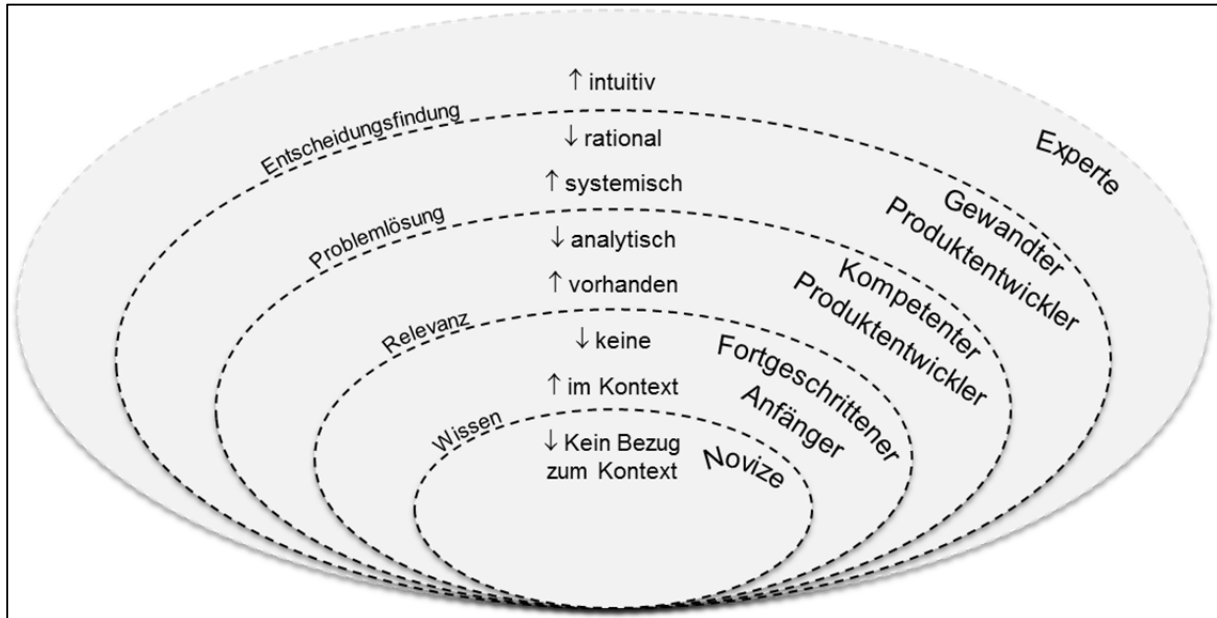 ↑ intuitiv
Entscheidungsfindung
↓ rational
Experte
↑ systemisch
Gewandter
Produktentwickler
Problemlösung
↓ analytisch
↑ vorhanden
Kompetenter
Produktentwickler
Relevanz
↓ keine
↑ im Kontext
Fortgeschrittener
Anfänger
Wissen
↓ Kein Bezug
zum Kontext
Novize